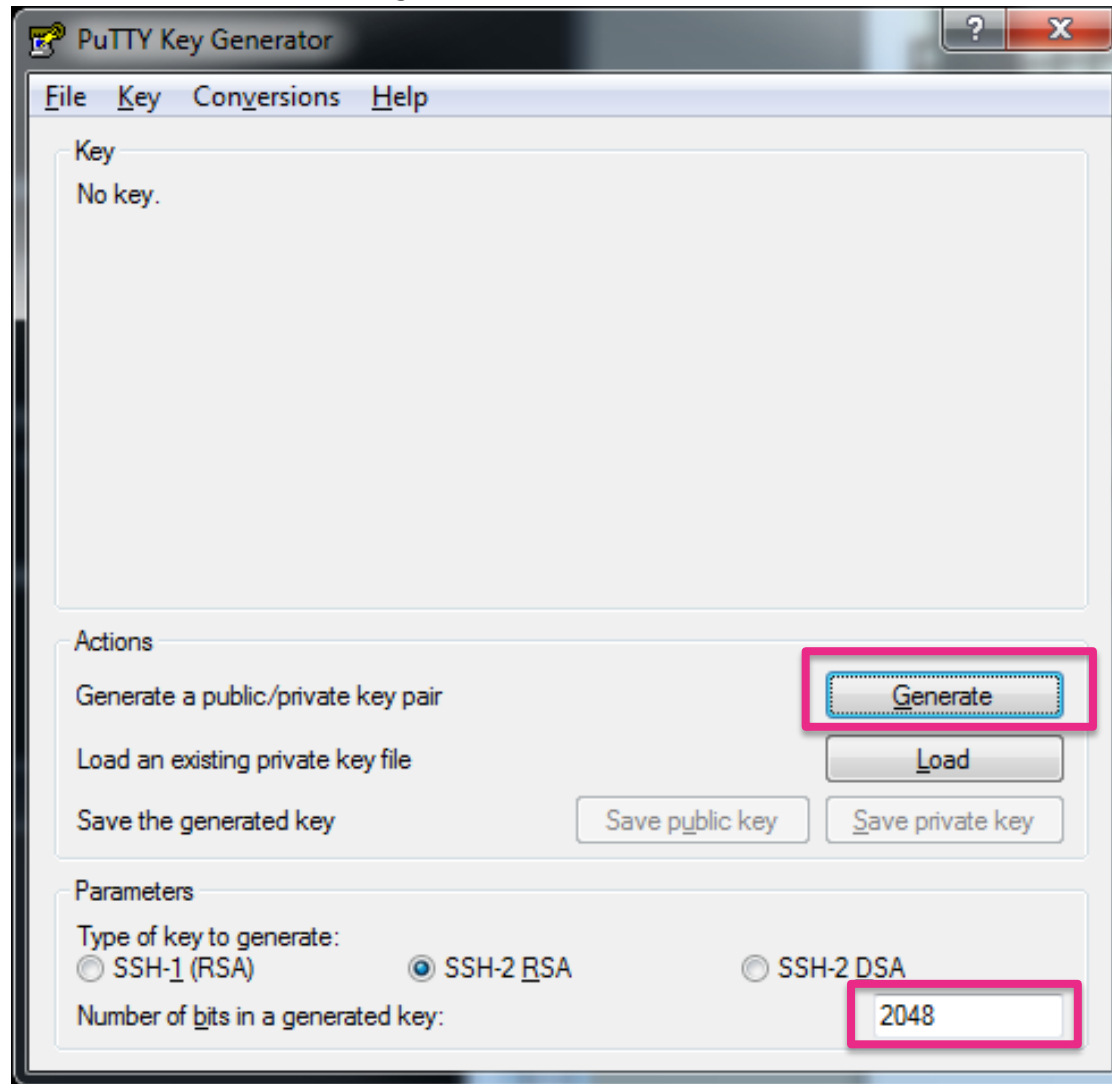 PuTTY Key Generator
?
X
File Key Conversions Help
Key
No key.
Actions
Generate a public/private key pair
Generate
Load an existing private key file
Load
Save the generated key
Save public key
Save private key
Parameters
Type of key to generate:
SSH-1 (RSA)
SSH-2 RSA
SSH-2 DSA
Number of bits in a generated key:
2048